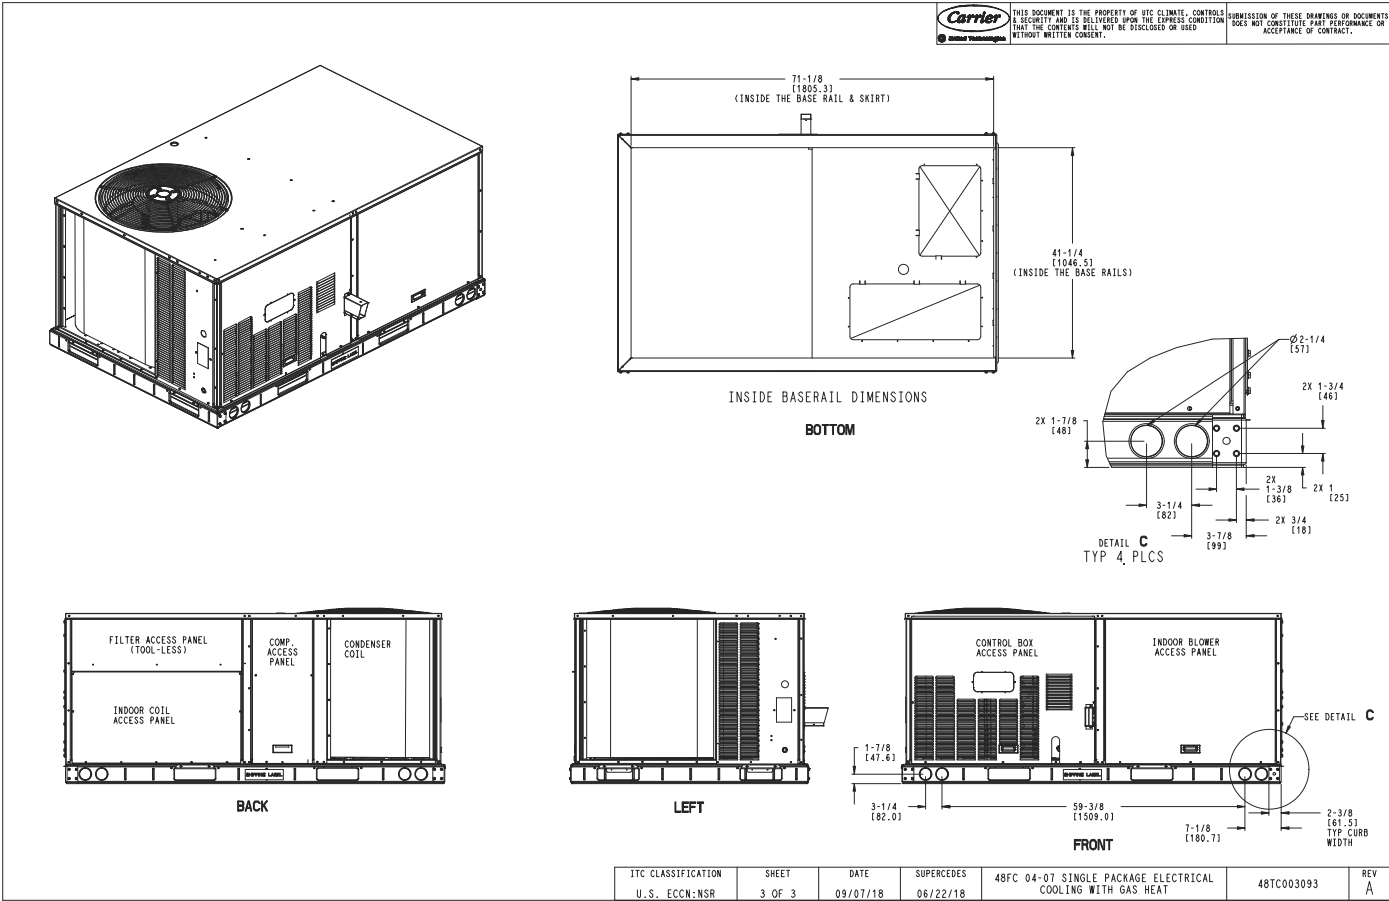 Carrier
United Technologies
THIS DOCUMENT IS THE PROPERTY OF UTC CLIMATE, CONTROLS
& SECURITY AND IS DELIVERED UPON THE EXPRESS CONDITION
THAT THE CONTENTS WILL NOT BE DISCLOSED OR USED
WITHOUT WRITTEN CONSENT.
SUBMISSION OF THESE DRAWINGS OR DOCUMENTS
DOES NOT CONSTITUTE PART PERFORMANCE OR
ACCEPTANCE OF CONTRACT.
71-1/8
[1805.3]
(INSIDE THE BASE RAIL & SKIRT)
41-1/4
[1046.5]
(INSIDE THE BASE RAILS)
INSIDE BASERAIL DIMENSIONS
BOTTOM
Ø2-1/4
[57]
2X 1-3/4
[46]
2X 1-7/8
[48]
2X
1-3/8
[36]
2X 1
[25]
3-1/4
[82]
2X 3/4
[18]
3-7/8
[99]
DETAIL C
TYP 4 PLCS
FILTER ACCESS PANEL
(TOOL-LESS)
COMP.
ACCESS
PANEL
CONDENSER
COIL
INDOOR COIL
ACCESS PANEL
SHIPPING LABEL
BACK
LEFT
CONTROL BOX
ACCESS PANEL
INDOOR BLOWER
ACCESS PANEL
SEE DETAIL C
1-7/8
[47.6]
SHIPPING LABEL
3-1/4
[82.0]
59-3/8
[1509.0]
7-1/8
[180.7]
2-3/8
[61.5]
TYP CURB
WIDTH
FRONT
ITC CLASSIFICATION
U.S. ECCN:NSR
SHEET
3 OF 3
DATE
09/07/18
SUPERCEDES
06/22/18
48FC 04-07 SINGLE PACKAGE ELECTRICAL
COOLING WITH GAS HEAT
48TC003093
REV
A